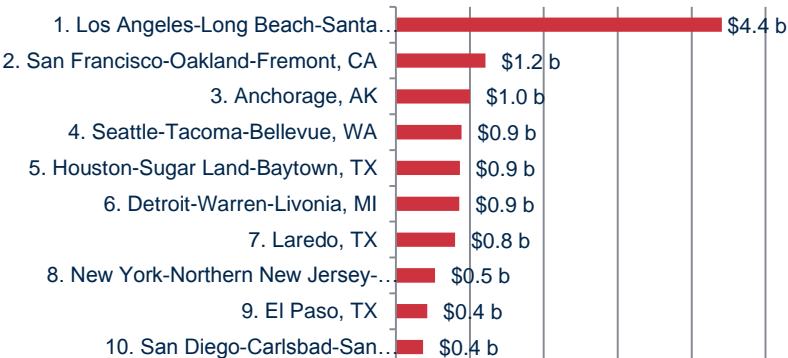 1. Los Angeles-Long Beach-Santa… $4.4 b
2. San Francisco-Oakland-Fremont, CA $1.2 b
3. Anchorage, AK $1.0 b
4. Seattle-Tacoma-Bellevue, WA $0.9 b
5. Houston-Sugar Land-Baytown, TX $0.9 b
6. Detroit-Warren-Livonia, MI $0.9 b
7. Laredo, TX $0.8 b
8. New York-Northern New Jersey-… $0.5 b
9. El Paso, TX $0.4 b
10. San Diego-Carlsbad-San… $0.4 b